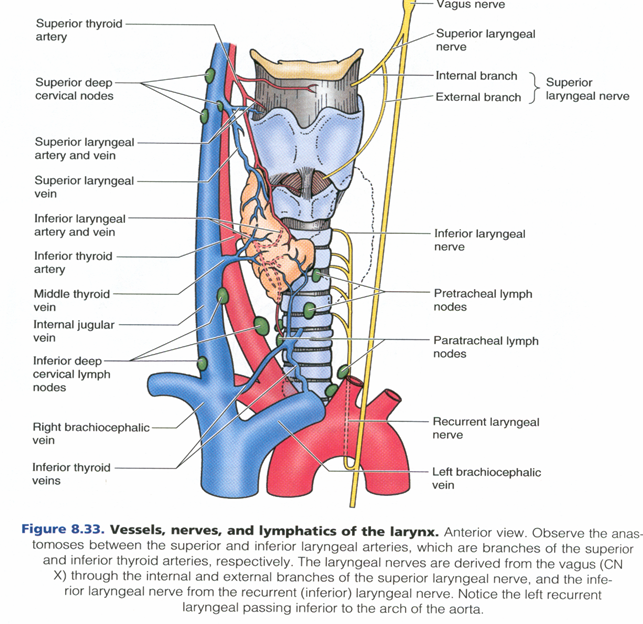 Superior thyroid
artery
Superior deep
cervical nodes
Superior laryngeal
artery and vein
Superior laryngeal
vein
Inferior laryngeal
artery and vein
Inferior thyroid
artery
Middle thyroid
vein
Internal jugular
vein
Inferior deep
cervical lymph
nodes
Right brachiocephalic
vein
Inferior thyroid
veins
Vagus nerve
Superior laryngeal
nerve
Internal branch
External branch
Superior
laryngeal nerve
Inferior laryngeal
nerve
Pretracheal lymph
nodes
Paratracheal lymph
nodes
Recurrent laryngeal
nerve
Left brachiocephalic
vein
Figure 8.33. Vessels, nerves, and lymphatics of the larynx. Anterior view. Observe the anas-
tomoses between the superior and inferior laryngeal arteries, which are branches of the superior
and inferior thyroid arteries, respectively. The laryngeal nerves are derived from the vagus (CN
X) through the internal and external branches of the superior laryngeal nerve, and the infe-
rior laryngeal nerve from the recurrent (inferior) laryngeal nerve. Notice the left recurrent
laryngeal passing inferior to the arch of the aorta.